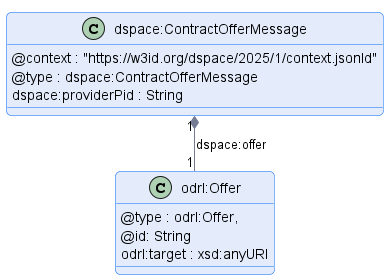 C dspace:ContractOfferMessage
@context : "https://w3id.org/dspace/2025/1/context.jsonld"
@type : dspace:ContractOfferMessage
dspace:providerPid : String
1
dspace:offer
1
C odrl:Offer
@type : odrl:Offer,
@id: String
odrl:target : xsd:anyURI